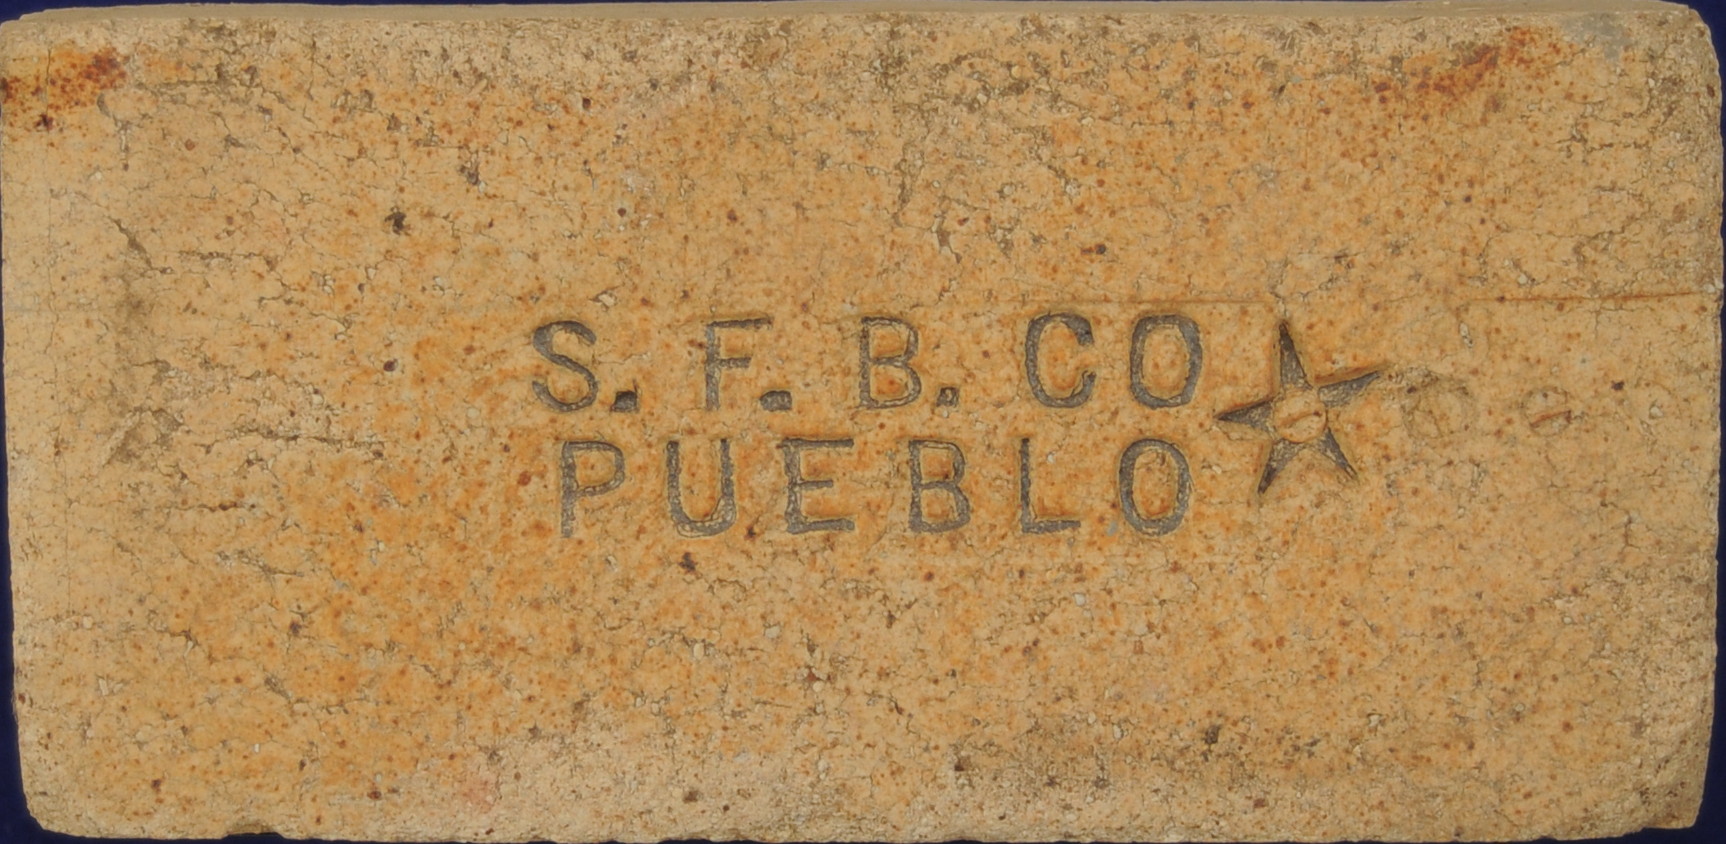 S. F. B. CO
PUEBLO